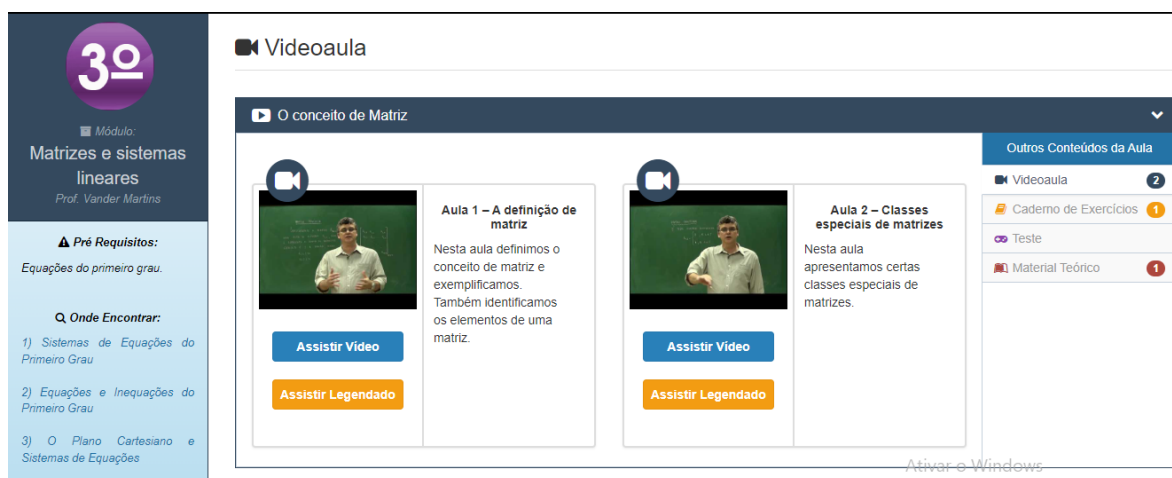 3º
Módulo:
Matrizes e sistemas
lineares
Prof. Vander Martins
Pré Requisitos:
Equações do primeiro grau.
Onde Encontrar:
1) Sistemas de Equações do
Primeiro Grau
2) Equações e Inequações do
Primeiro Grau
3) O Plano Cartesiano e
Sistemas de Equações
Videoaula
O conceito de Matriz
Aula 1 – A definição de
matriz
Nesta aula definimos o
conceito de matriz e
exemplificamos.
Também identificamos
os elementos de uma
matriz.
Assistir Vídeo
Assistir Legendado
Aula 2 – Classes
especiais de matrizes
Nesta aula
apresentamos certas
classes especiais de
matrizes.
Assistir Vídeo
Assistir Legendado
Outros Conteúdos da Aula
Videoaula 2
Caderno de Exercícios 1
Teste
Material Teórico 1
Ativar o Windows